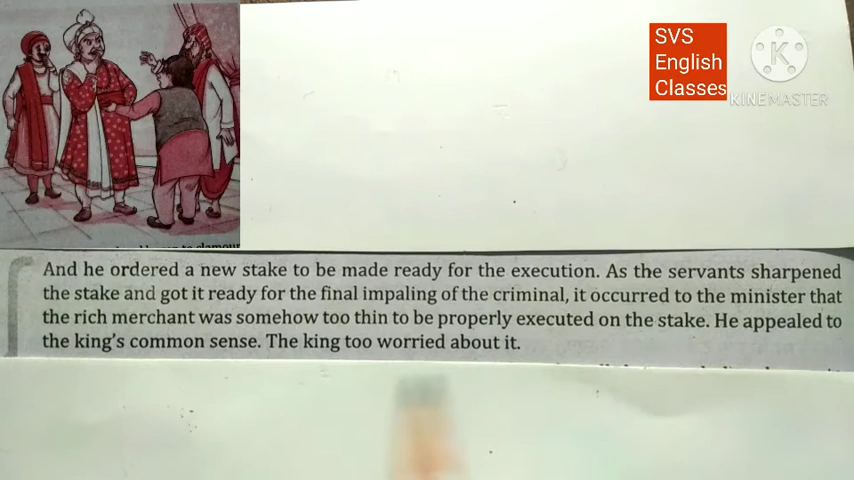 SVS
English
Classes
KINEMASTER
And he ordered a new stake to be made ready for the execution. As the servants sharpened
the stake and got it ready for the final impaling of the criminal, it occurred to the minister that
the rich merchant was somehow too thin to be properly executed on the stake. He appealed to
the king's common sense. The king too worried about it.